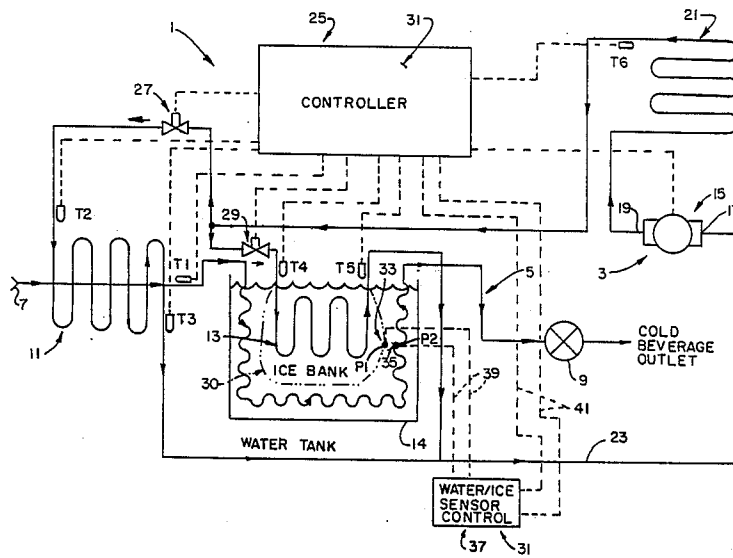 25
31
21
1
T6
27
CONTROLLER
15
19
17
T2
3
29
T4
T5
33
5
T1
7
T3
13
P2
P1
35
COLD
BEVERAGE
OUTLET
11
30
ICE BANK
39
41
9
14
WATER TANK
23
WATER/ICE
SENSOR
CONTROL
37
31